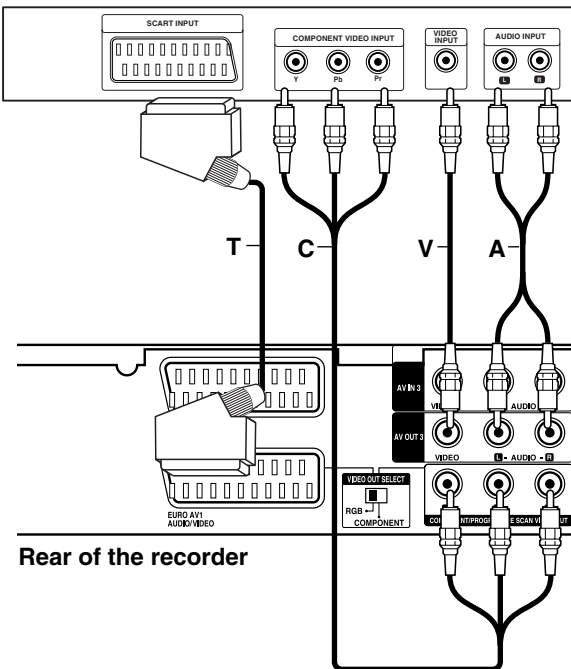 SCART INPUT
COMPONENT VIDEO INPUT
VIDEO
INPUT
AUDIO INPUT
Y Pb Pr
L R
T C V A
AV IN 3
AUDIO
AV OUT 3
VIDEO L - AUDIO - R
VIDEO OUT SELECT
RGB
COMPONENT
EURO AV1
AUDIO/VIDEO
Rear of the recorder